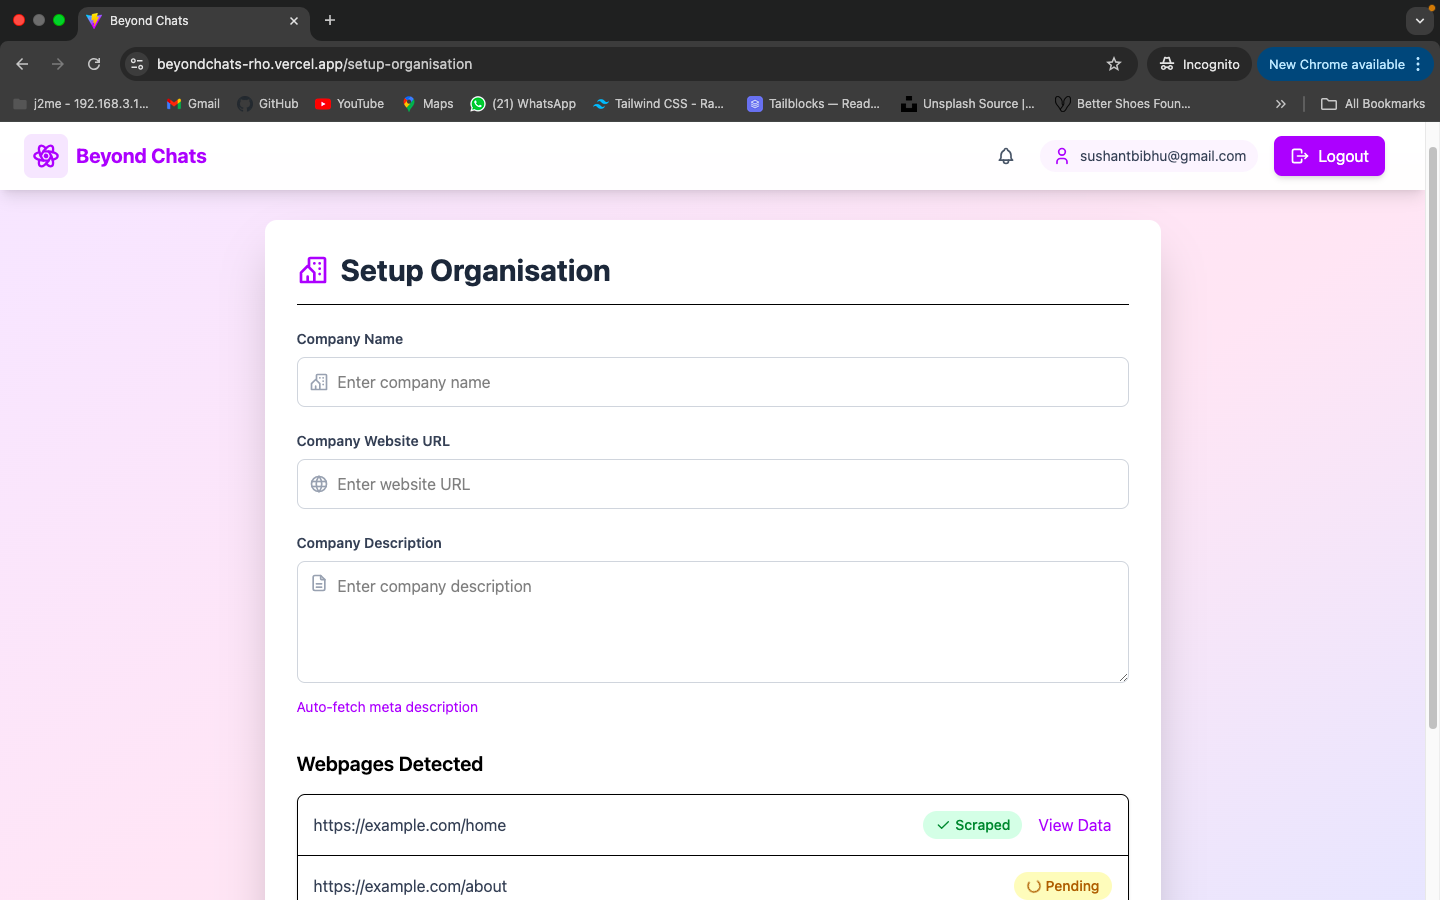 Beyond Chats
beyondchats-rho.vercel.app/setup-organisation
Incognito
New Chrome available
j2me - 192.168.3.1...
Gmail
GitHub
YouTube
Maps
(21) WhatsApp
Tailwind CSS - Ra...
Tailblocks — Read...
Unsplash Source |...
Better Shoes Foun...
All Bookmarks
Beyond Chats
sushantbibhu@gmail.com
Logout
Setup Organisation
Company Name
Enter company name
Company Website URL
Enter website URL
Company Description
Enter company description
Auto-fetch meta description
Webpages Detected
https://example.com/home
Scraped
View Data
https://example.com/about
Pending